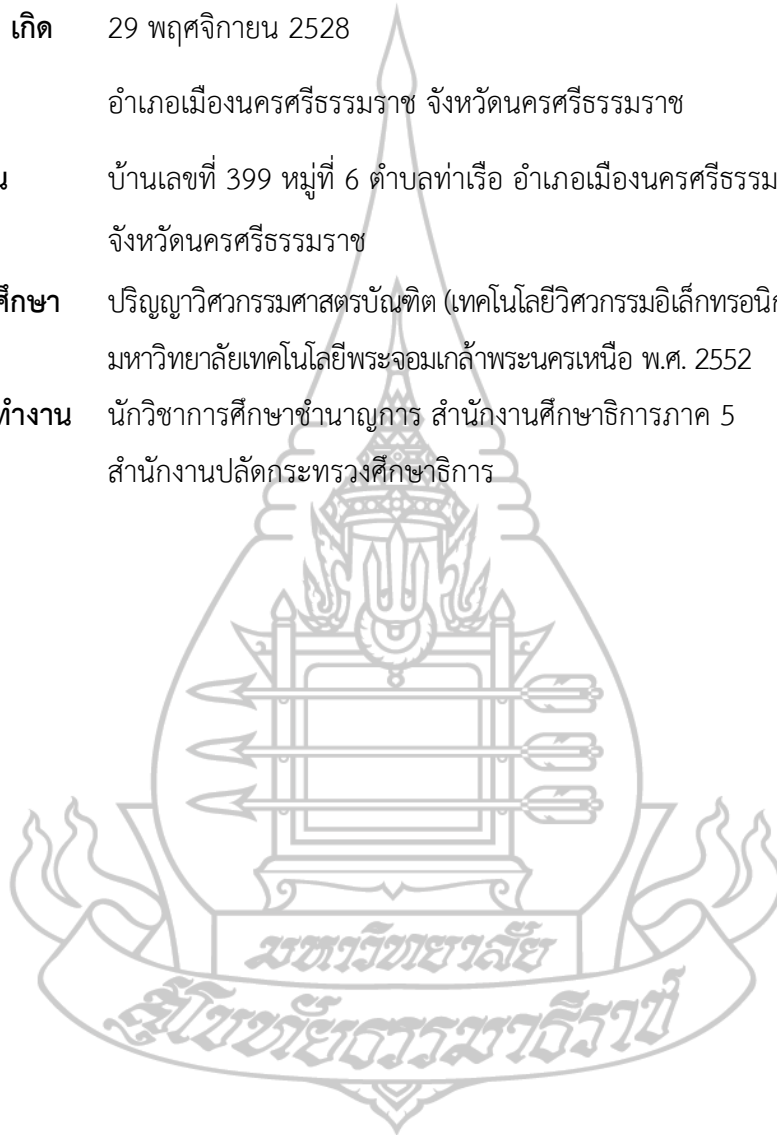 เกิด 29 พฤศจิกายน 2528
อำเภอเมืองนครศรีธรรมราช จังหวัดนครศรีธรรมราช
บ้านเลขที่ 399 หมู่ที่ 6 ตำบลท่าเรือ อำเภอเมืองนครศรีธรรม
จังหวัดนครศรีธรรมราช
ศึกษา ปริญญาวิศวกรรมศาสตรบัณฑิต (เทคโนโลยีวิศวกรรมอิเล็กทรอนิก
มหาวิทยาลัยเทคโนโลยีพระจอมเกล้าพระนครเหนือ พ.ศ. 2552
ทำงาน นักวิชาการศึกษาชำนาญการ สำนักงานศึกษาธิการภาค 5
สำนักงานปลัดกระทรวงศึกษาธิการ
มหาวิทยาลัย
สุโขทัยธรรมาธิราช